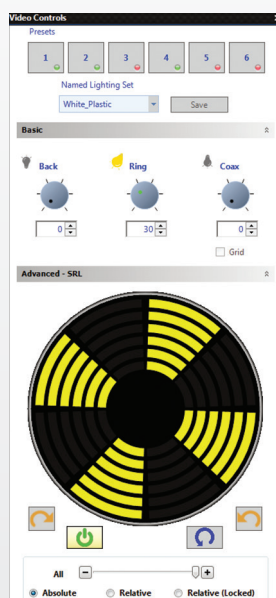 Video Controls
Presets
1 2 3 4 5 6
Named Lighting Set
White_Plastic Save
Basic
Back Ring Coax
0 30 0
Grid
Advanced - SRL
All
Absolute Relative Relative (Locked)